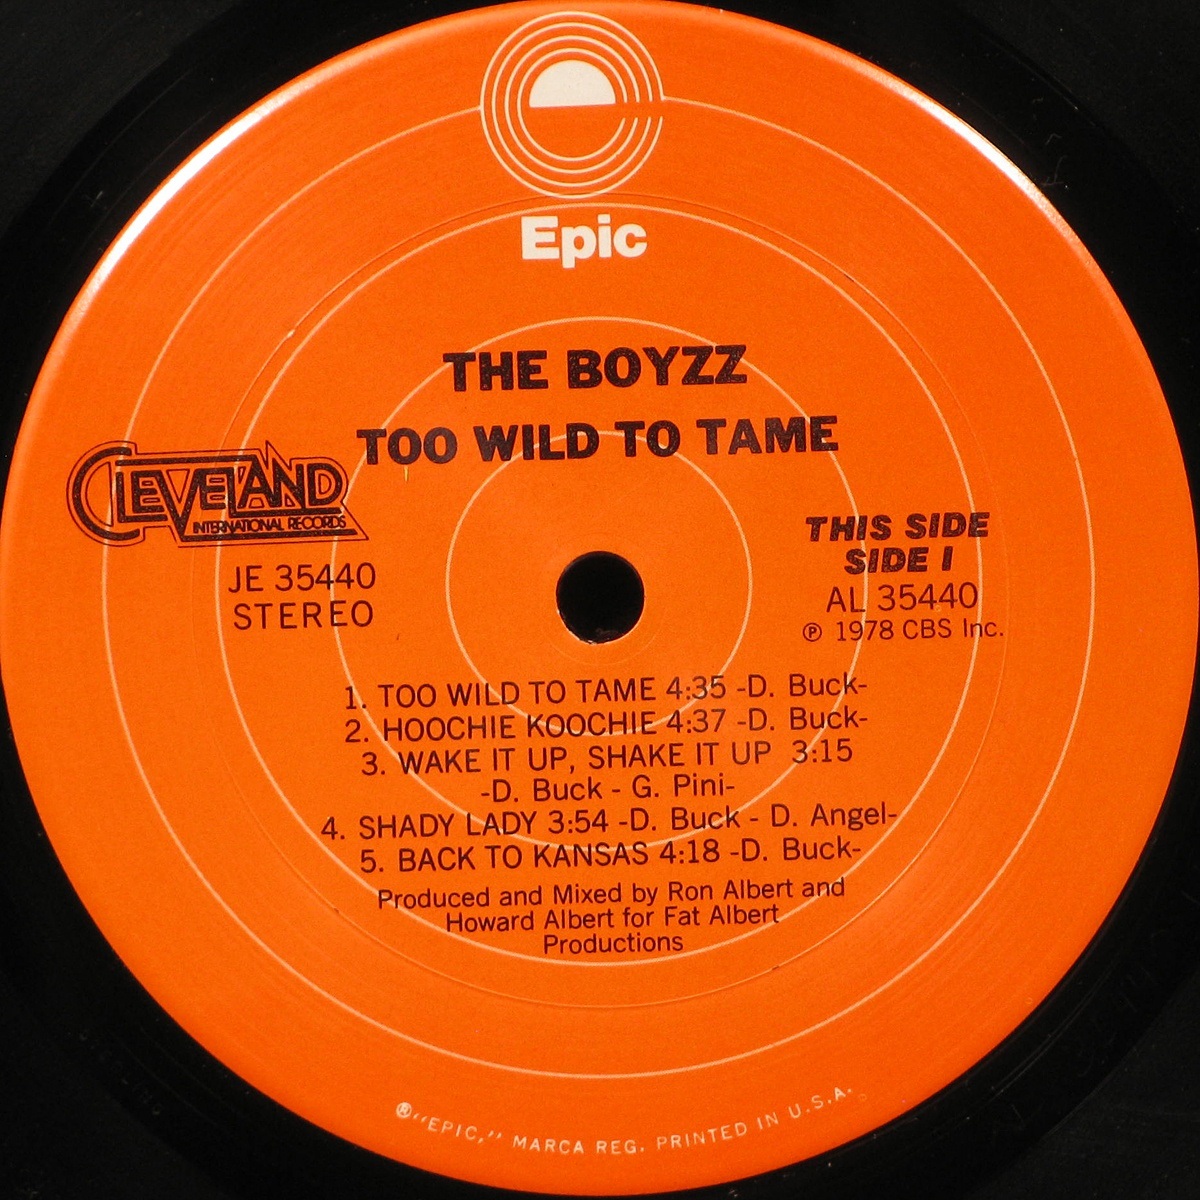 Epic
THE BOYZZ
TOO WILD TO TAME
CLEVELAND
INTERNATIONAL RECORDS
JE 35440
STEREO
THIS SIDE
SIDE I
AL 35440
℗ 1978 CBS Inc.
1. TOO WILD TO TAME 4:35 -D. Buck-
2. HOOCHIE KOOCHIE 4:37 -D. Buck-
3. WAKE IT UP, SHAKE IT UP 3:15
-D. Buck - G. Pini-
4. SHADY LADY 3:54 -D. Buck - D. Angel-
5. BACK TO KANSAS 4:18 -D. Buck-
Produced and Mixed by Ron Albert and
Howard Albert for Fat Albert
Productions
®"EPIC," MARCA REG. PRINTED IN U.S.A.